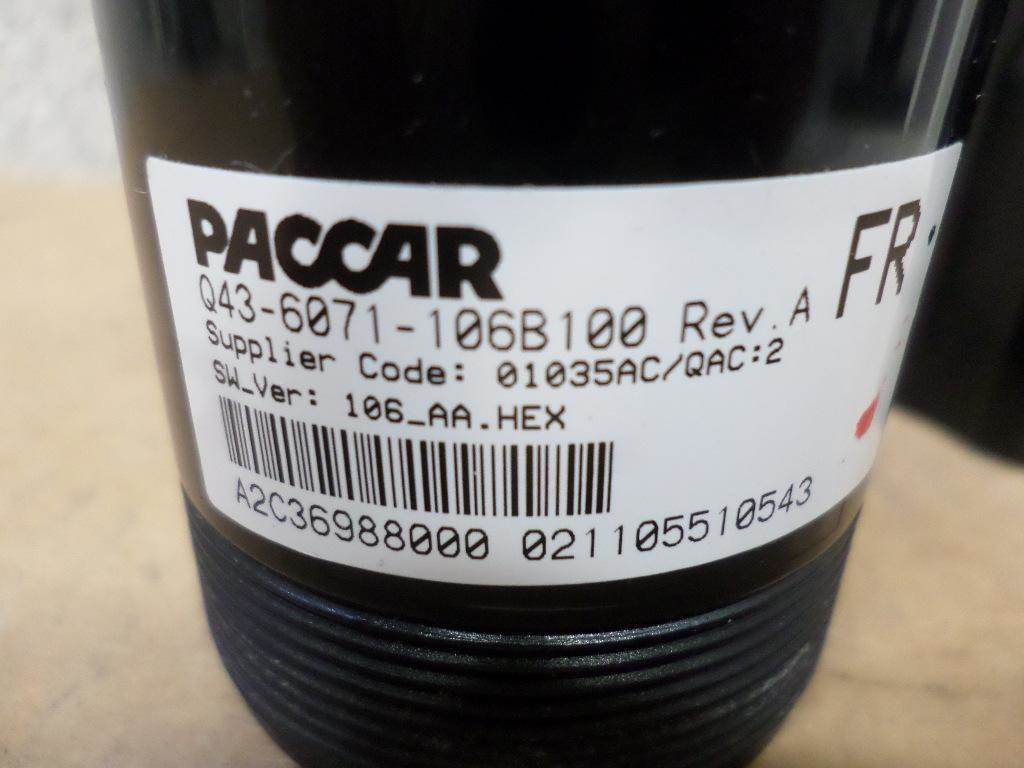 PACCAR
FR
Q43-6071-106B100 Rev.A
Supplier Code: 01035AC/QAC:2
SW_Ver: 106_AA.HEX
A2C36988000 021105510543